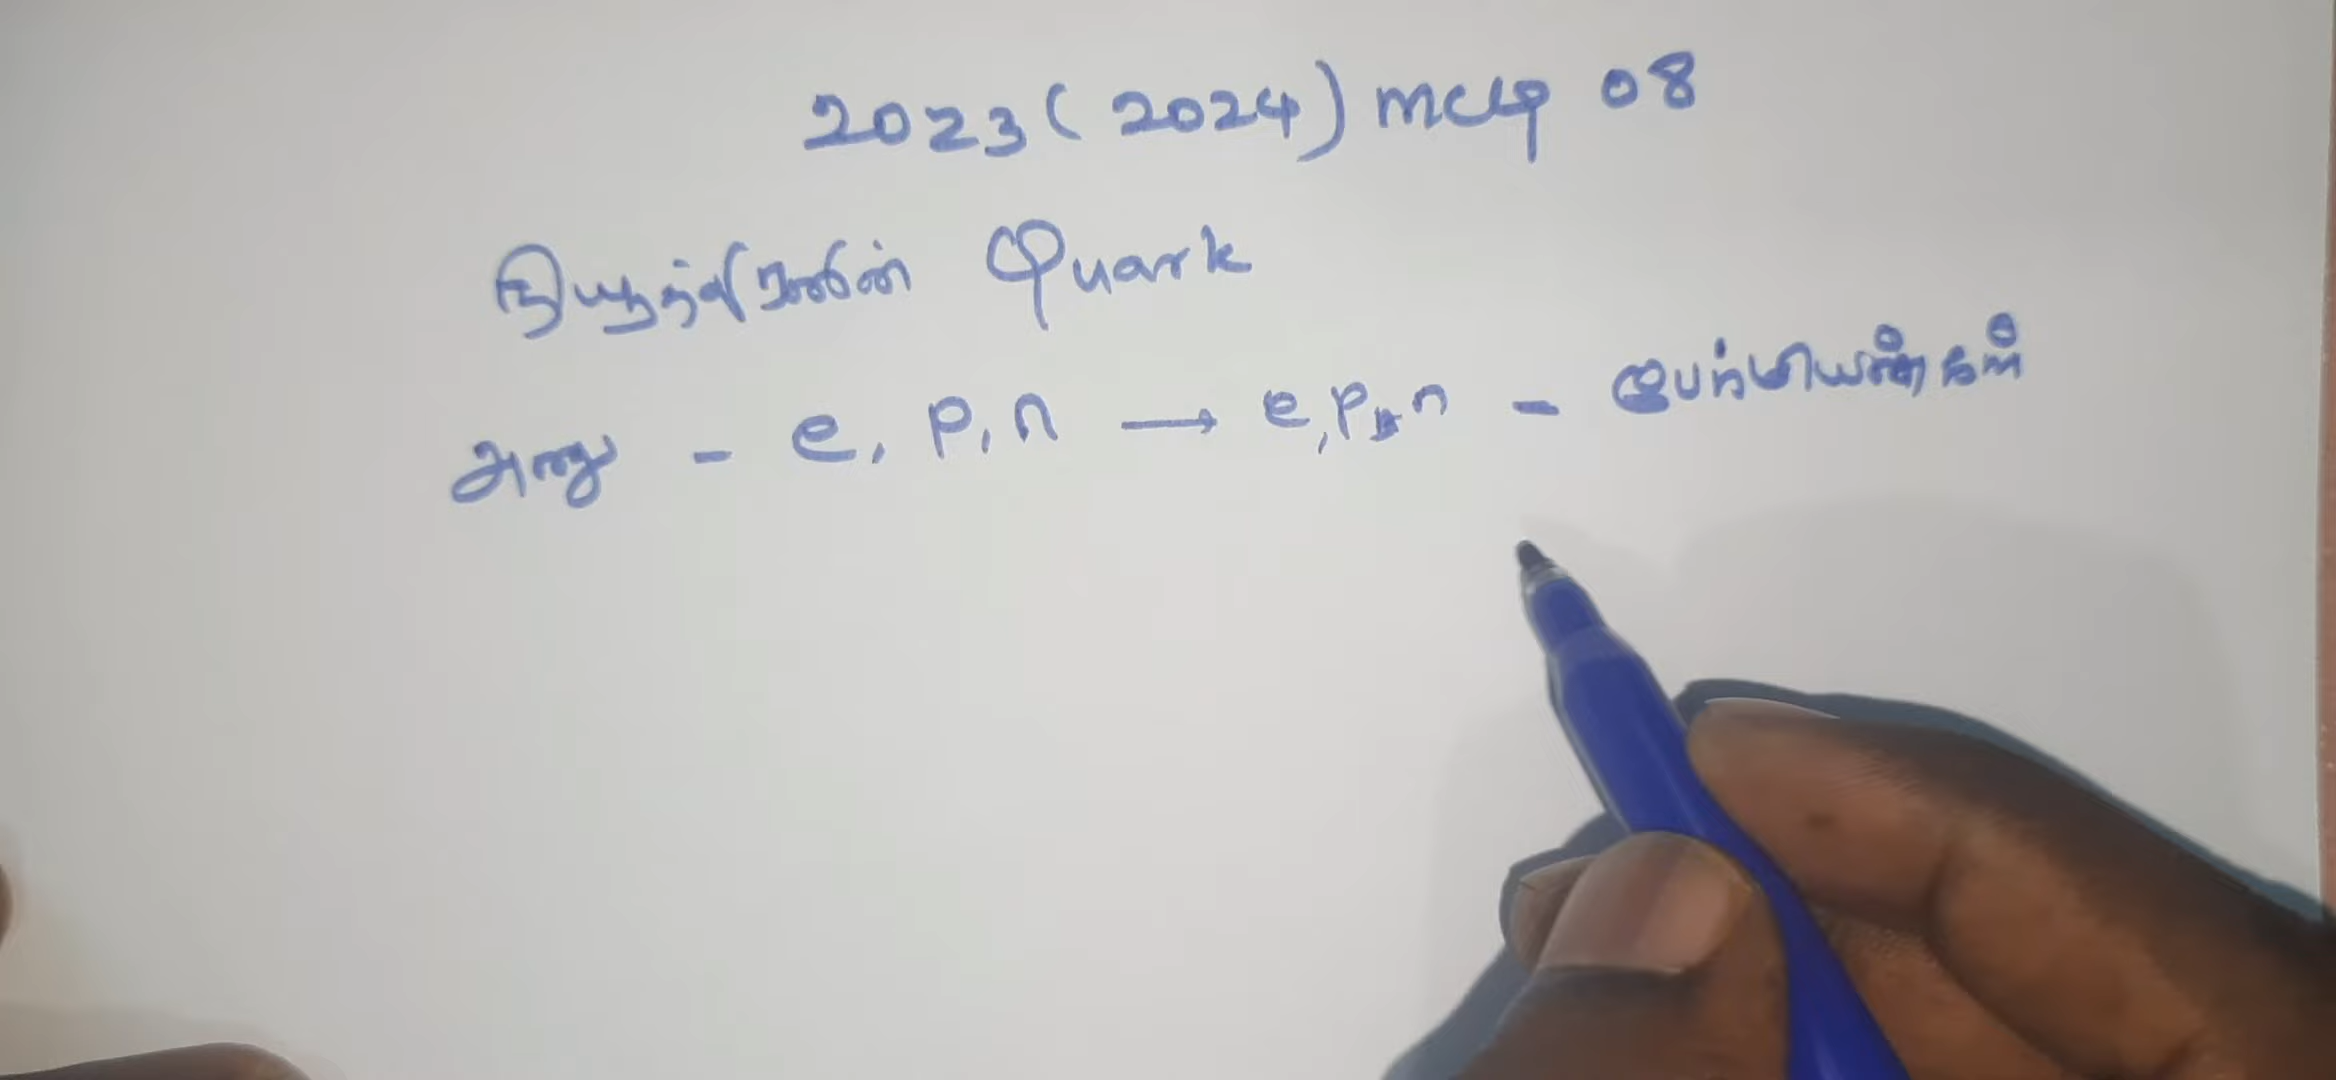 2023 (2024) MCQ 08
நியூத்திரனின் Quark
அணு - e, p, n → e, p, n - பேர்மியன்கள்